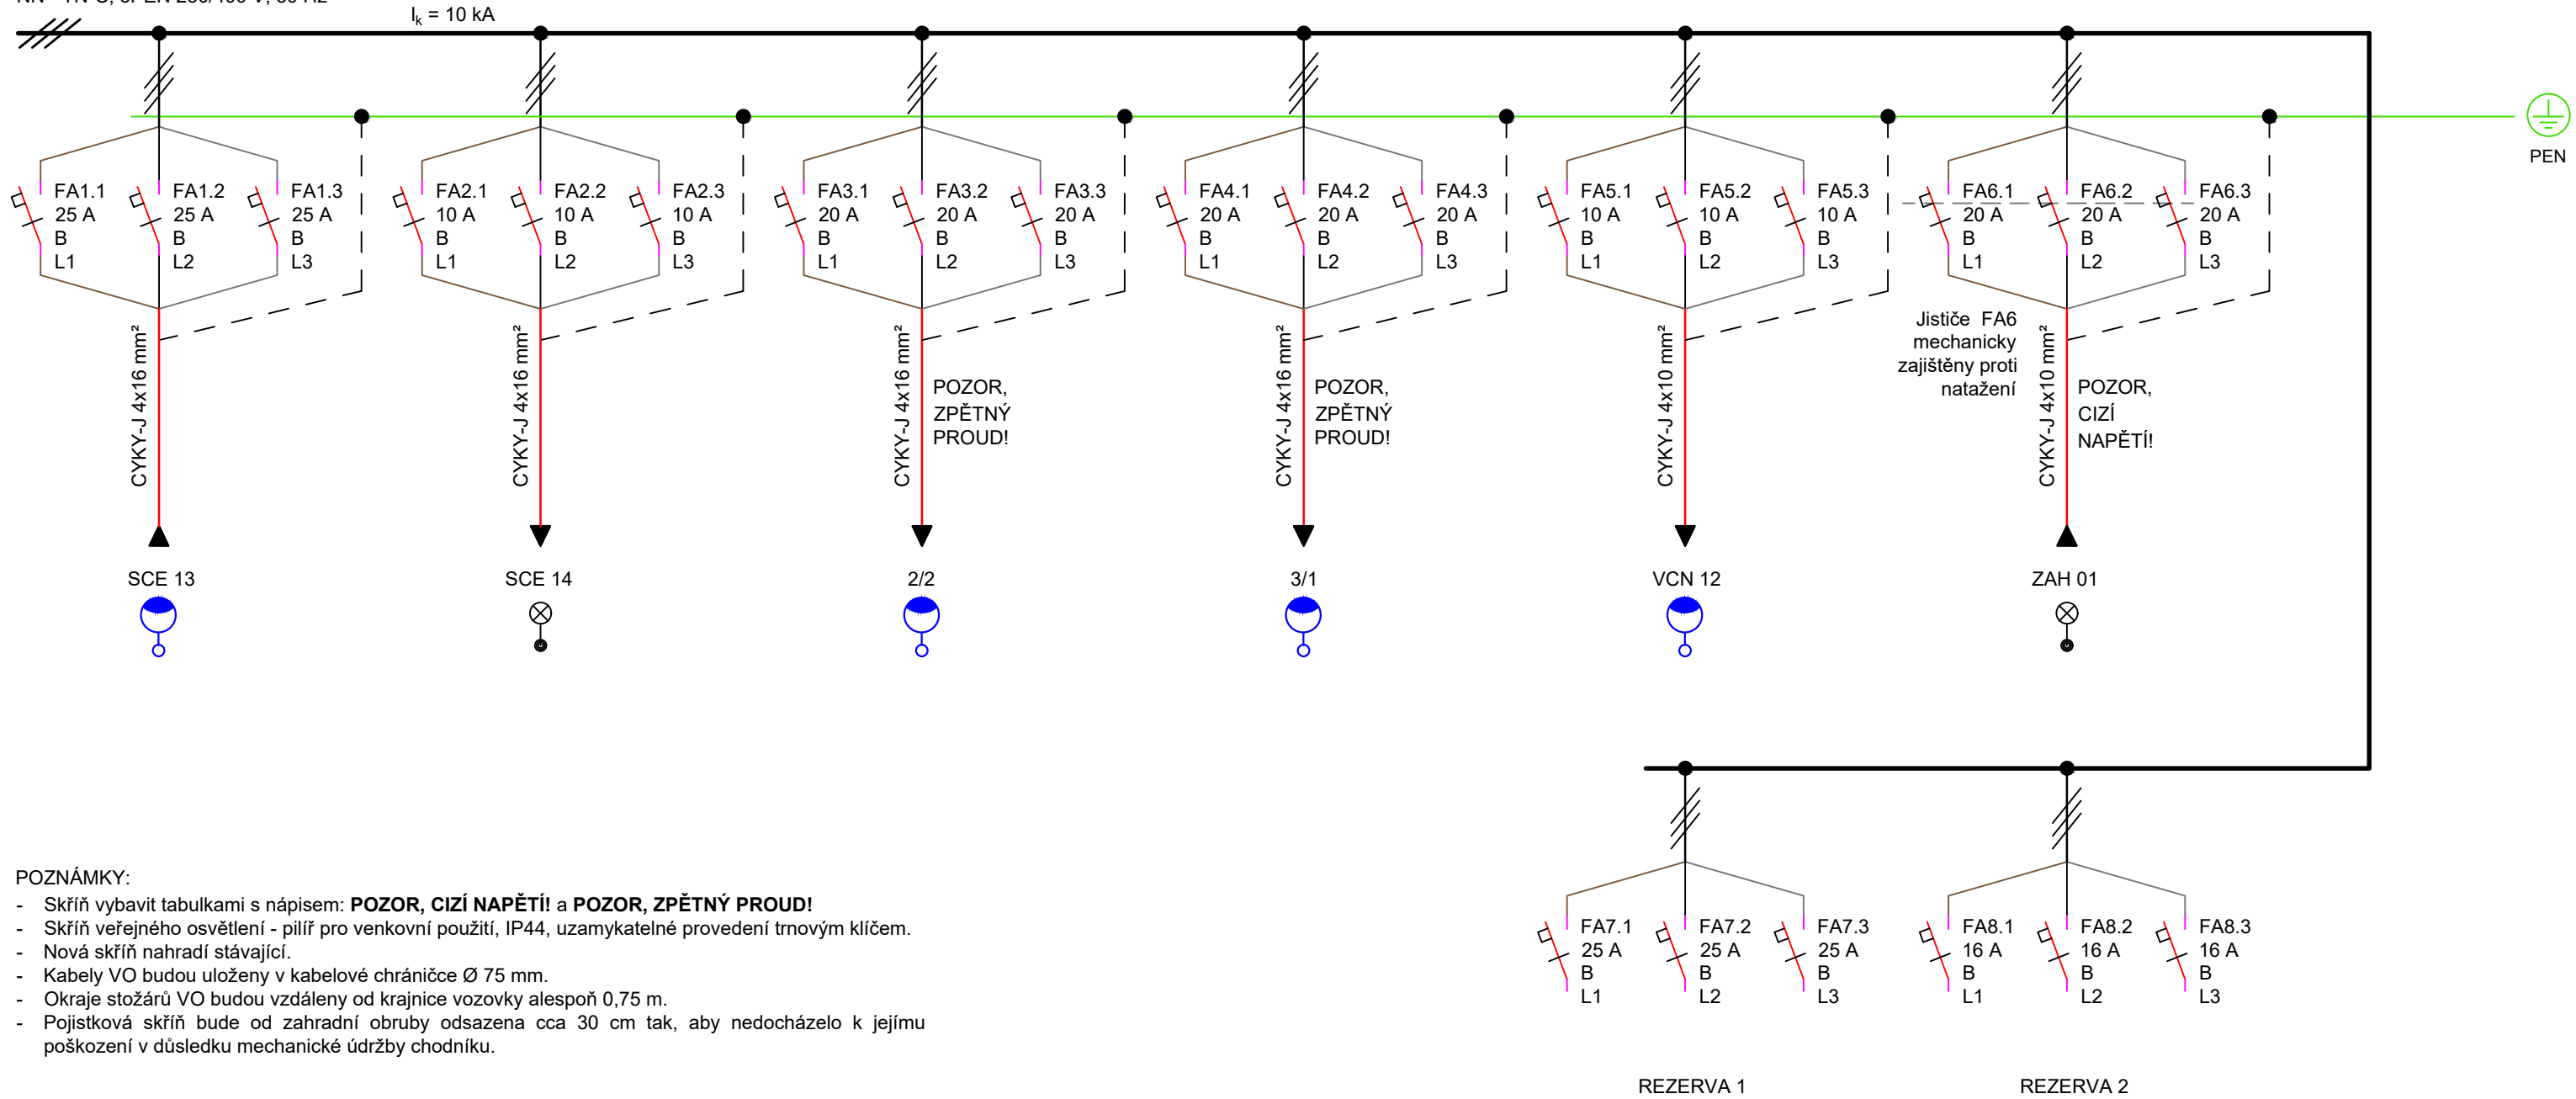 I_k = 10 kA
PEN
FA1.1
25 A
B
L1
FA1.2
25 A
B
L2
FA1.3
25 A
B
L3
FA2.1
10 A
B
L1
FA2.2
10 A
B
L2
FA2.3
10 A
B
L3
FA3.1
20 A
B
L1
FA3.2
20 A
B
L2
FA3.3
20 A
B
L3
FA4.1
20 A
B
L1
FA4.2
20 A
B
L2
FA4.3
20 A
B
L3
FA5.1
10 A
B
L1
FA5.2
10 A
B
L2
FA5.3
10 A
B
L3
FA6.1
20 A
B
L1
FA6.2
20 A
B
L2
FA6.3
20 A
B
L3
CYKY-J 4x16 mm²
CYKY-J 4x16 mm²
CYKY-J 4x16 mm²
POZOR,
ZPĚTNÝ
PROUD!
CYKY-J 4x16 mm²
POZOR,
ZPĚTNÝ
PROUD!
CYKY-J 4x10 mm²
Jističe FA6
mechanicky
zajištěny proti
natažení
CYKY-J 4x10 mm²
POZOR,
CIZÍ
NAPĚTÍ!
SCE 13
SCE 14
2/2
3/1
VCN 12
ZAH 01
FA7.1
25 A
B
L1
FA7.2
25 A
B
L2
FA7.3
25 A
B
L3
FA8.1
16 A
B
L1
FA8.2
16 A
B
L2
FA8.3
16 A
B
L3
REZERVA 1
REZERVA 2
POZNÁMKY:
- Skříň vybavit tabulkami s nápisem: POZOR, CIZÍ NAPĚTÍ! a POZOR, ZPĚTNÝ PROUD!
- Skříň veřejného osvětlení - pilíř pro venkovní použití, IP44, uzamykatelné provedení trnovým klíčem.
- Nová skříň nahradí stávající.
- Kabely VO budou uloženy v kabelové chráničce Ø 75 mm.
- Okraje stožárů VO budou vzdáleny od krajnice vozovky alespoň 0,75 m.
- Pojistková skříň bude od zahradní obruby odsazena cca 30 cm tak, aby nedocházelo k jejímu
poškození v důsledku mechanické údržby chodníku.